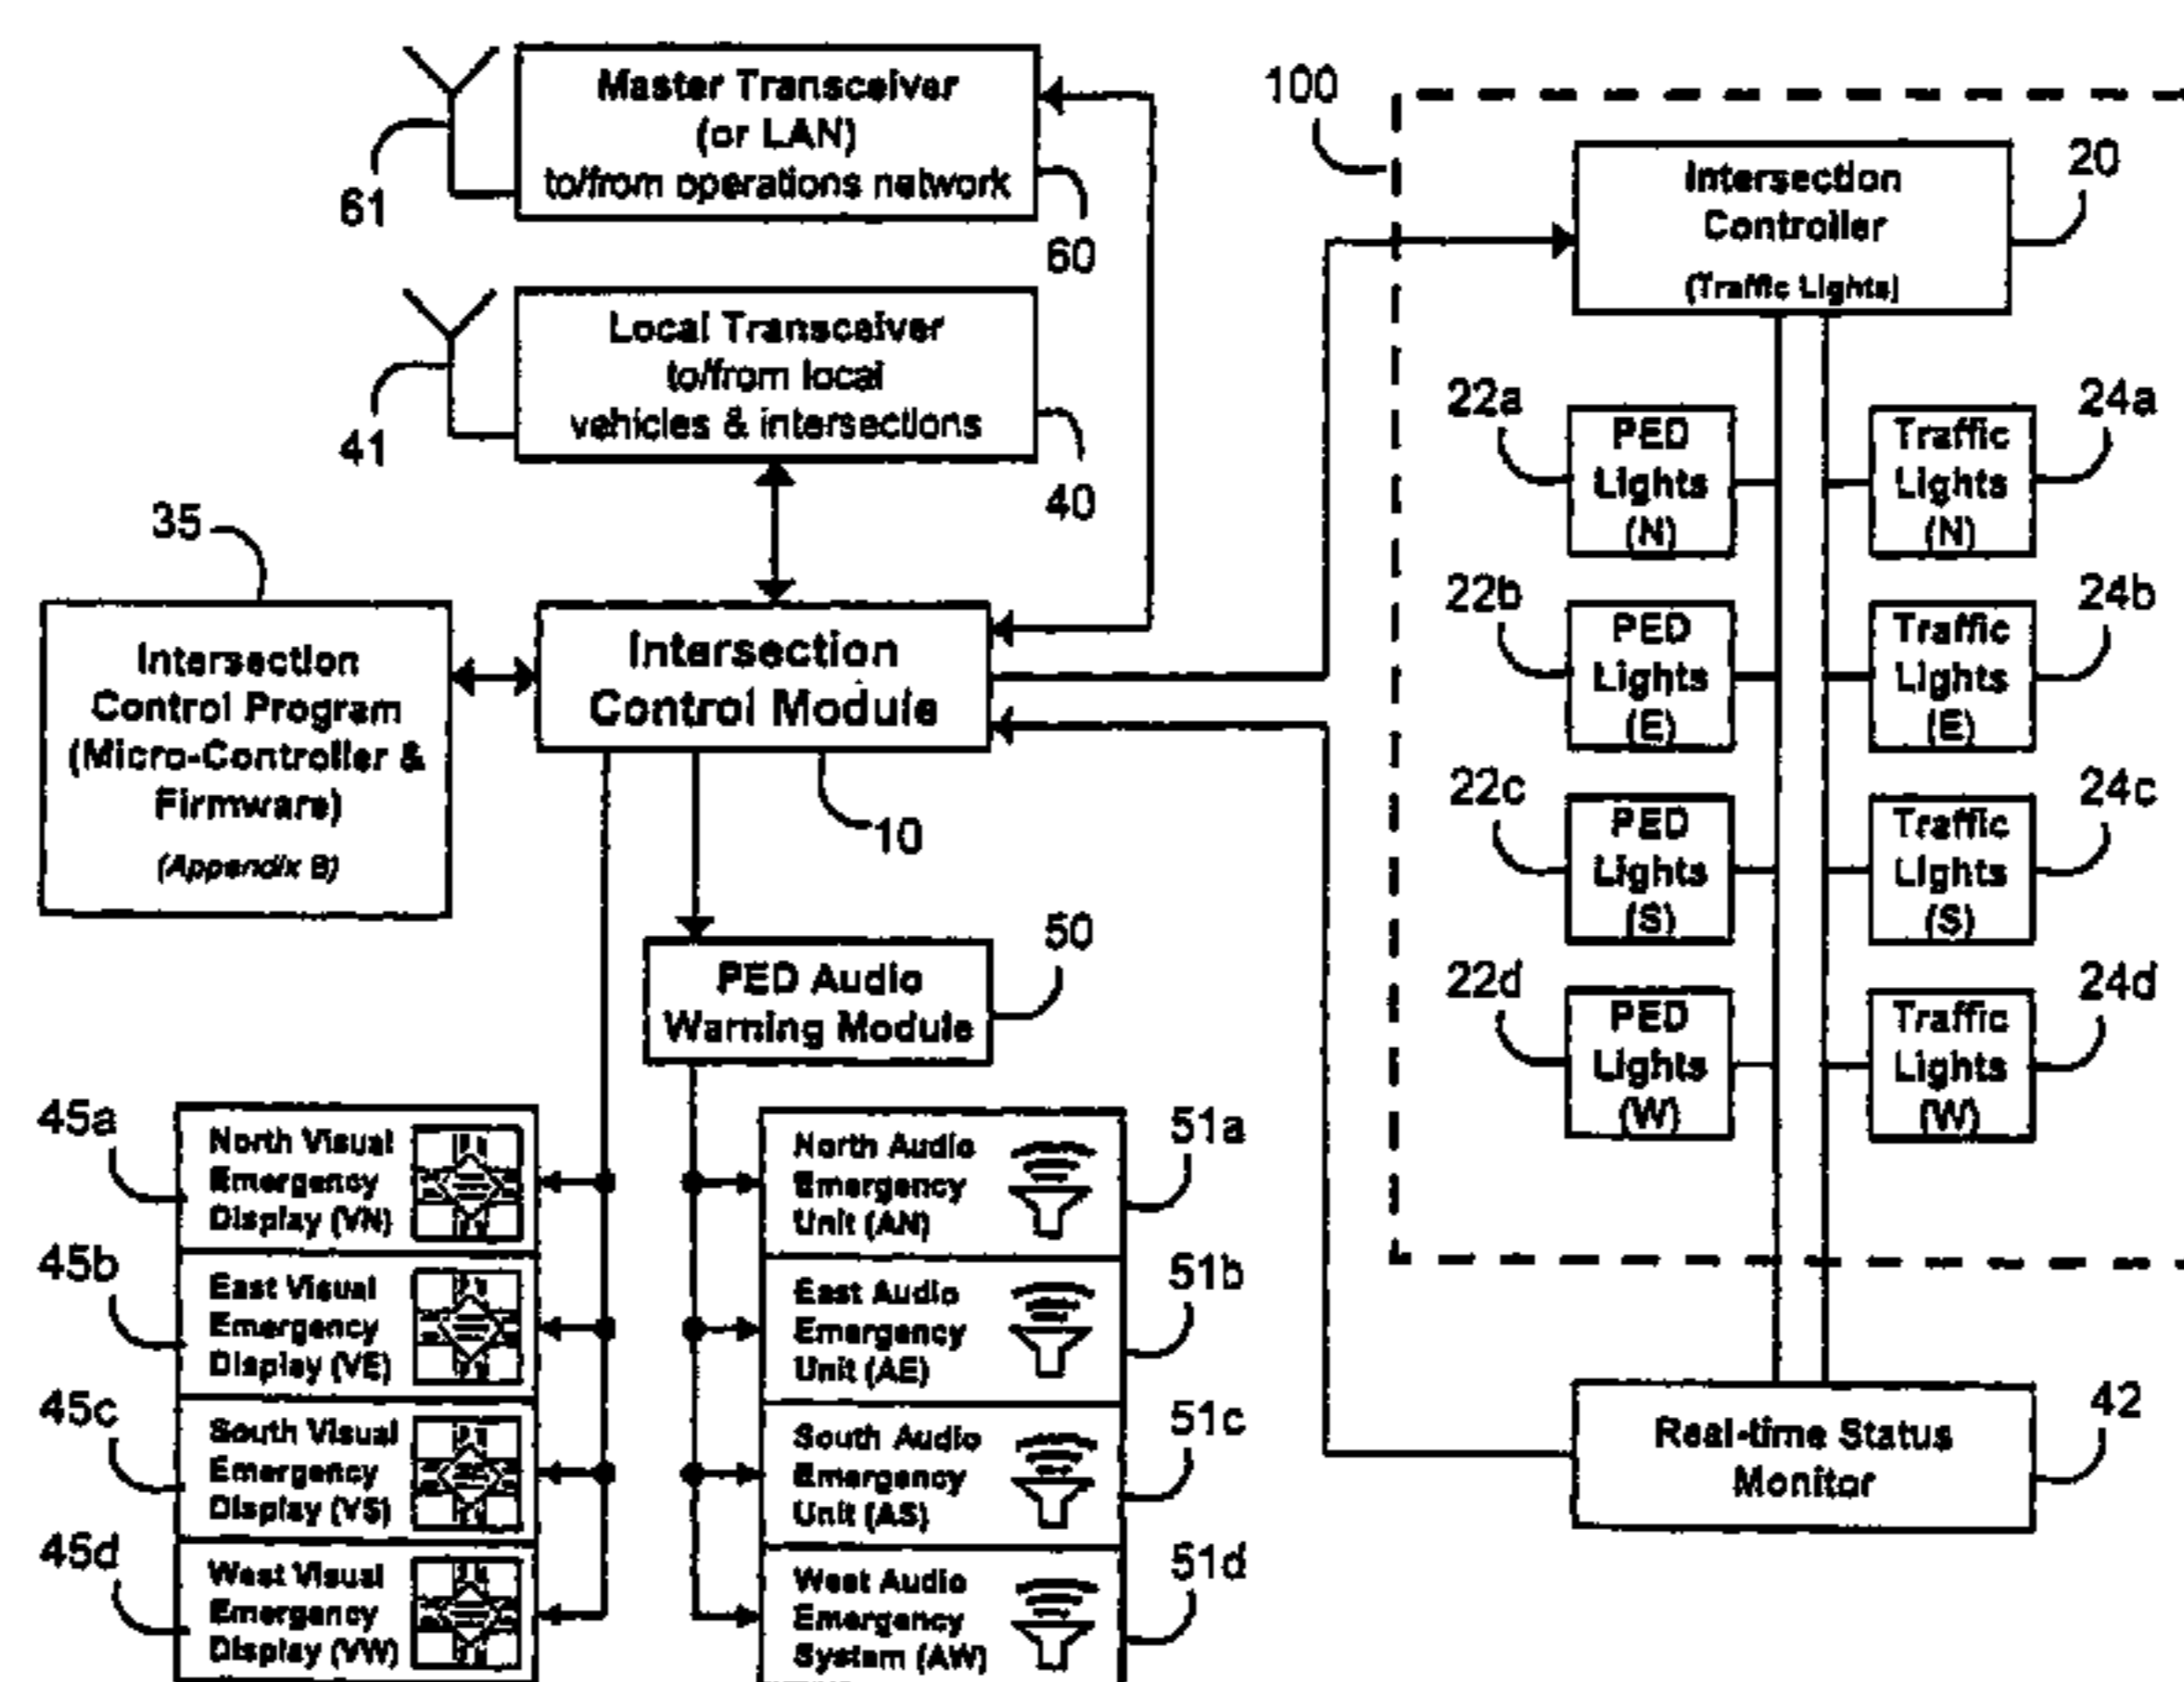 Master Transceiver
(or LAN)
to/from operations network
61
60
Local Transceiver
to/from local
vehicles & intersections
41
40
35
Intersection
Control Program
(Micro-Controller &
Firmware)
(Appendix B)
Intersection
Control Module
10
PED Audio
Warning Module
50
45a
North Visual
Emergency
Display (VN)
45b
East Visual
Emergency
Display (VE)
45c
South Visual
Emergency
Display (VS)
45d
West Visual
Emergency
Display (VW)
North Audio
Emergency
Unit (AN)
51a
East Audio
Emergency
Unit (AE)
51b
South Audio
Emergency
Unit (AS)
51c
West Audio
Emergency
System (AW)
51d
100
Intersection
Controller
(Traffic Lights)
20
22a
PED
Lights
(N)
Traffic
Lights
(N)
24a
22b
PED
Lights
(E)
Traffic
Lights
(E)
24b
22c
PED
Lights
(S)
Traffic
Lights
(S)
24c
22d
PED
Lights
(W)
Traffic
Lights
(W)
24d
Real-time Status
Monitor
42